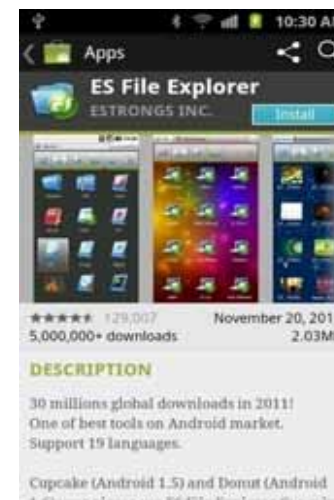 10:30 A
Apps
ES File Explorer
ESTRONGS INC.
Install
129,007
November 20, 201
5,000,000+ downloads
2.03M
DESCRIPTION
30 millions global downloads in 2011!
One of best tools on Android market.
Support 19 languages.
Cupcake (Android 1.5) and Donut (Android